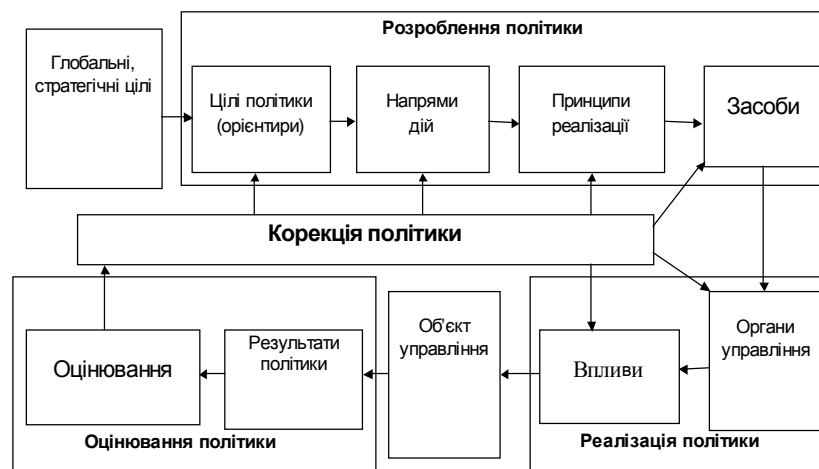 Розроблення політики
Глобальні,
стратегічні цілі
Цілі політики
(орієнтири)
Напрями
дій
Принципи
реалізації
Засоби
Корекція політики
Оцінювання
Результати
політики
Об’єкт
управління
Впливи
Органи
управління
Оцінювання політики
Реалізація політики